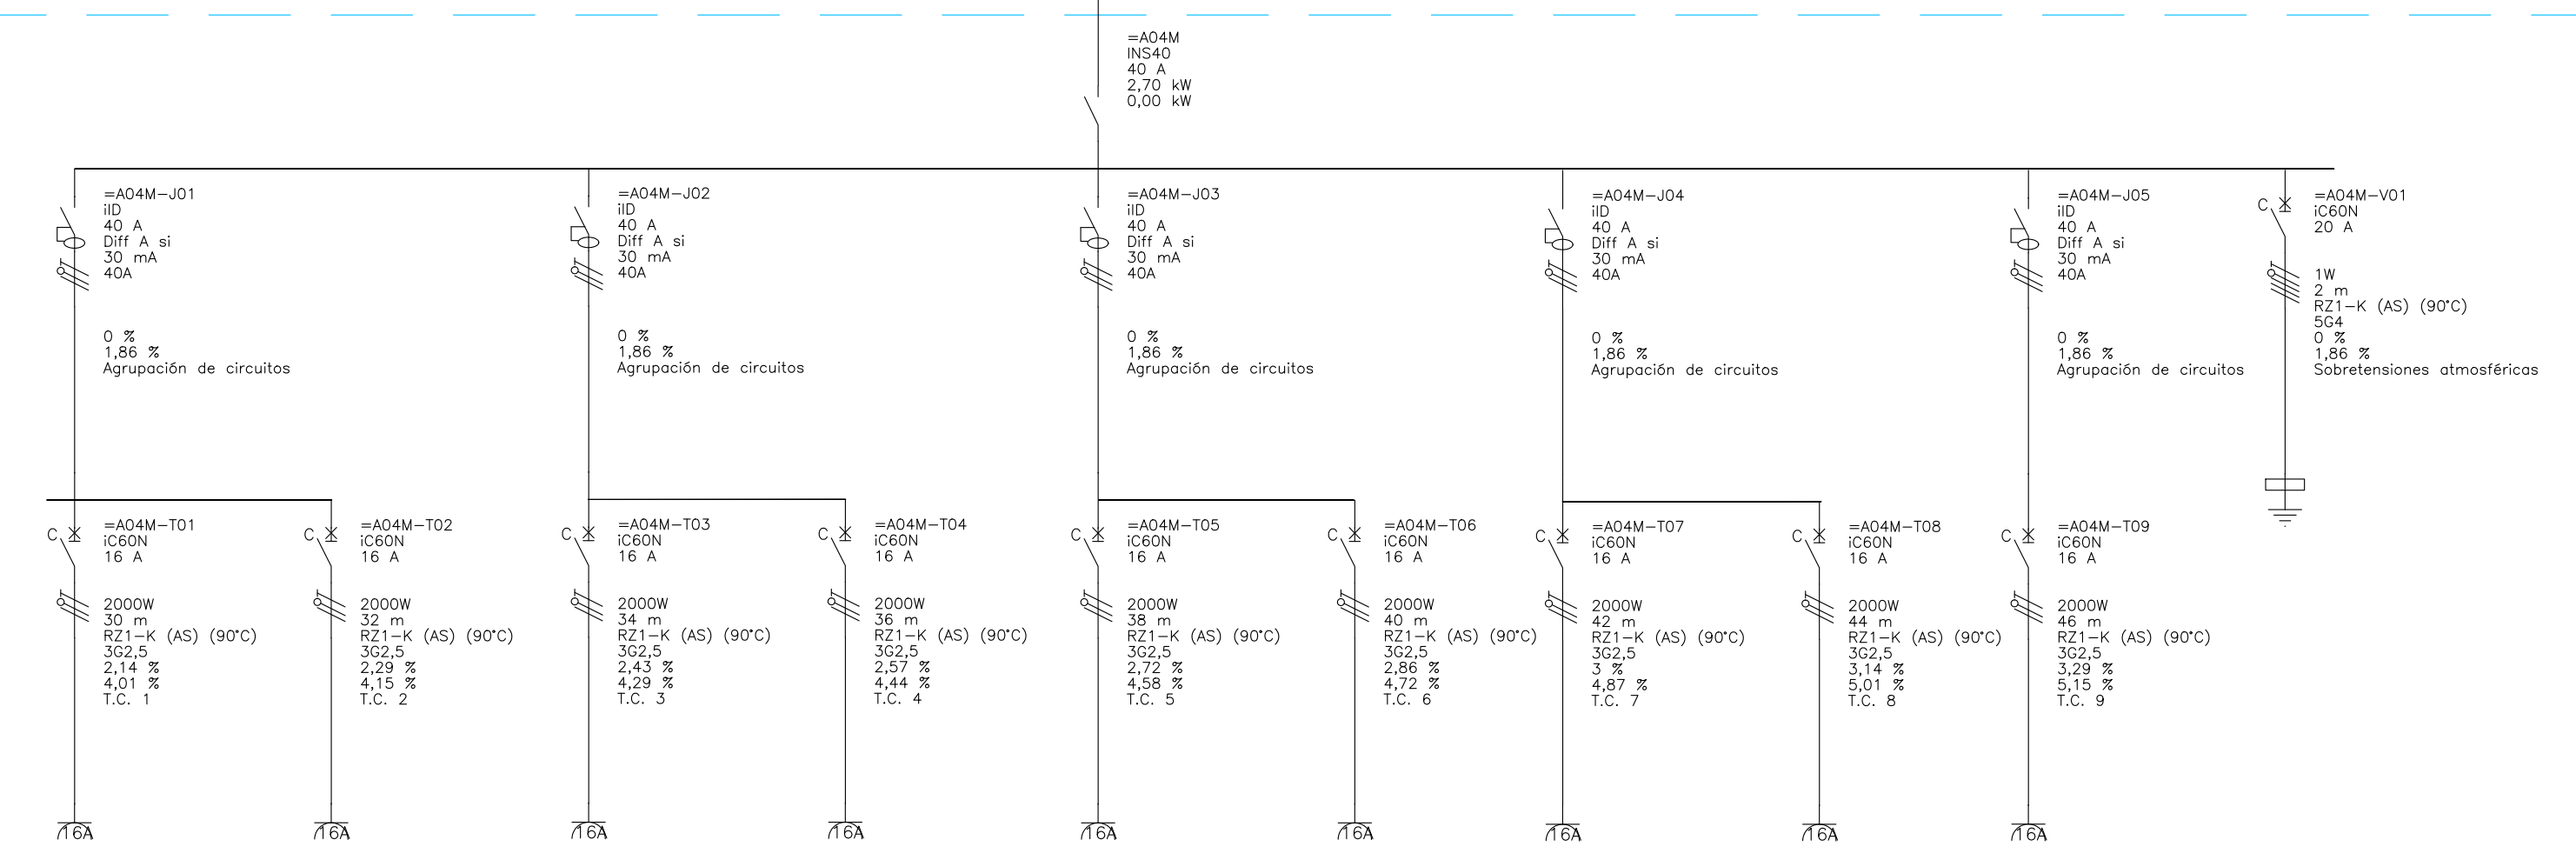 =A04M
INS40
40 A
2,70 kW
0,00 kW
=A04M-J01
iID
40 A
Diff A si
30 mA
40A
0 %
1,86 %
Agrupación de circuitos
=A04M-J02
iID
40 A
Diff A si
30 mA
40A
0 %
1,86 %
Agrupación de circuitos
=A04M-J03
iID
40 A
Diff A si
30 mA
40A
0 %
1,86 %
Agrupación de circuitos
=A04M-J04
iID
40 A
Diff A si
30 mA
40A
0 %
1,86 %
Agrupación de circuitos
=A04M-J05
iID
40 A
Diff A si
30 mA
40A
0 %
1,86 %
Agrupación de circuitos
C
=A04M-V01
iC60N
20 A
1W
2 m
RZ1-K (AS) (90°C)
5G4
0 %
1,86 %
Sobretensiones atmosféricas
C
=A04M-T01
iC60N
16 A
2000W
30 m
RZ1-K (AS) (90°C)
3G2,5
2,14 %
4,01 %
T.C. 1
16A
C
=A04M-T02
iC60N
16 A
2000W
32 m
RZ1-K (AS) (90°C)
3G2,5
2,29 %
4,15 %
T.C. 2
16A
C
=A04M-T03
iC60N
16 A
2000W
34 m
RZ1-K (AS) (90°C)
3G2,5
2,43 %
4,29 %
T.C. 3
16A
C
=A04M-T04
iC60N
16 A
2000W
36 m
RZ1-K (AS) (90°C)
3G2,5
2,57 %
4,44 %
T.C. 4
16A
C
=A04M-T05
iC60N
16 A
2000W
38 m
RZ1-K (AS) (90°C)
3G2,5
2,72 %
4,58 %
T.C. 5
16A
C
=A04M-T06
iC60N
16 A
2000W
40 m
RZ1-K (AS) (90°C)
3G2,5
2,86 %
4,72 %
T.C. 6
16A
C
=A04M-T07
iC60N
16 A
2000W
42 m
RZ1-K (AS) (90°C)
3G2,5
3 %
4,87 %
T.C. 7
16A
C
=A04M-T08
iC60N
16 A
2000W
44 m
RZ1-K (AS) (90°C)
3G2,5
3,14 %
5,01 %
T.C. 8
16A
C
=A04M-T09
iC60N
16 A
2000W
46 m
RZ1-K (AS) (90°C)
3G2,5
3,29 %
5,15 %
T.C. 9
16A